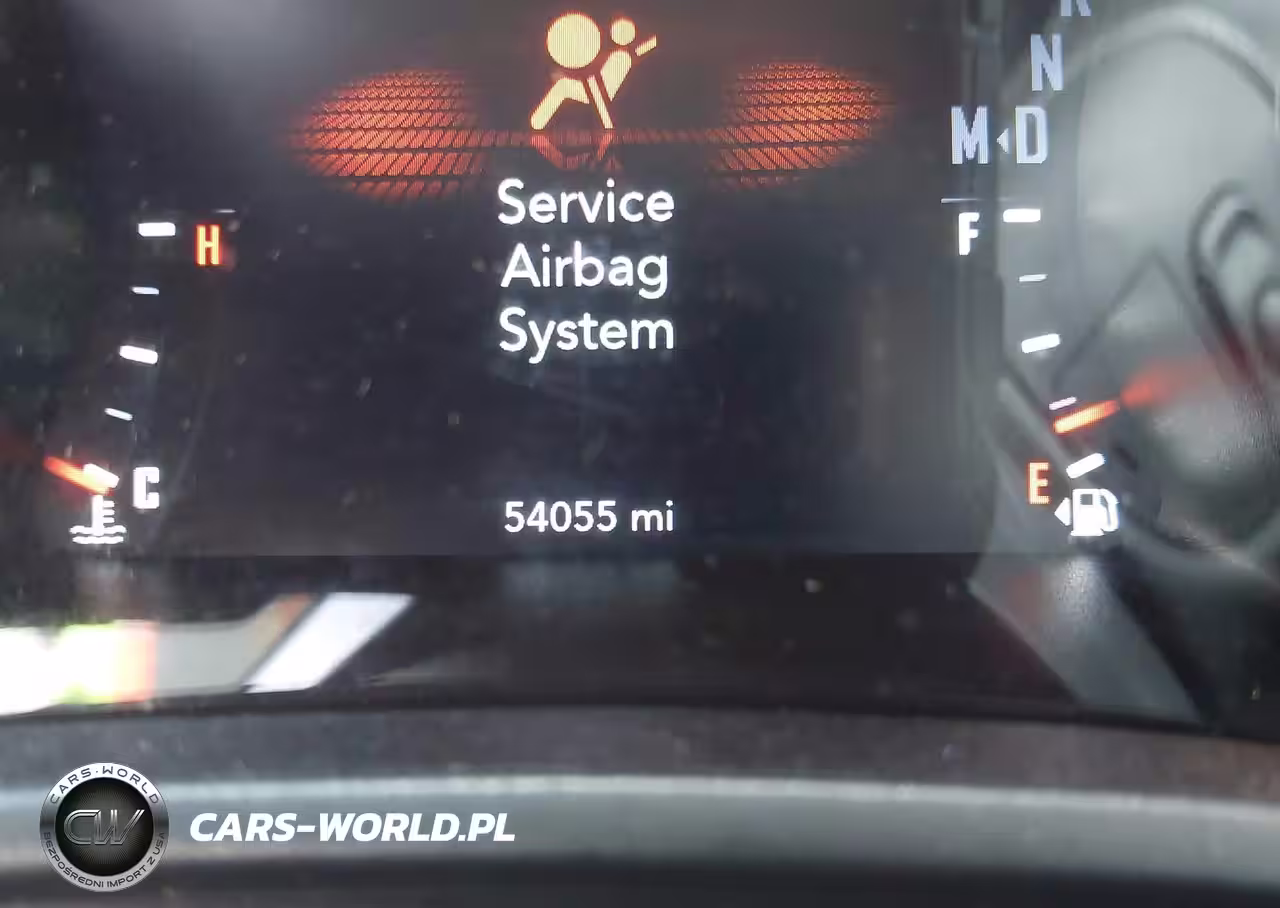 R
N
M D
H
F
Service
Airbag
System
C
E
54055 mi
CARS-WORLD
CW
BEZPOŚREDNI IMPORT Z USA
CARS-WORLD.PL